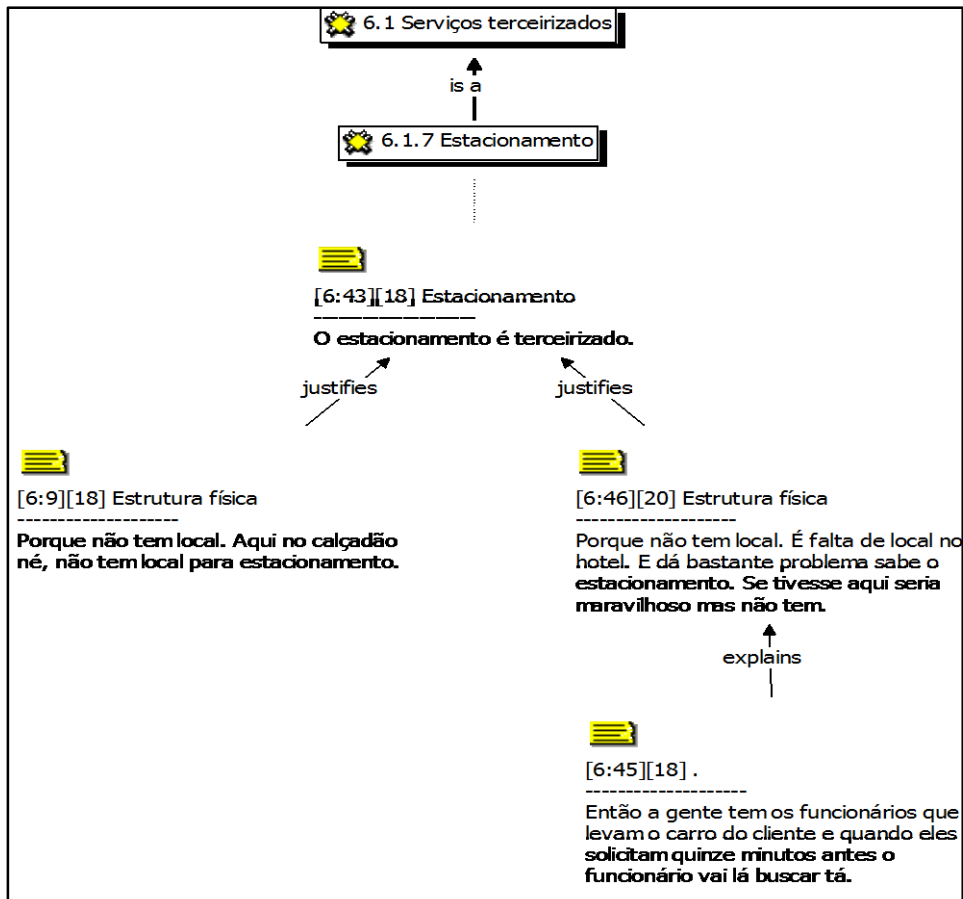 6.1 Serviços terceirizados
is a
6.1.7 Estacionamento
[6:43][18] Estacionamento
--------------------
O estacionamento é terceirizado.
justifies
justifies
[6:9][18] Estrutura física
--------------------
Porque não tem local. Aqui no calçadão
né, não tem local para estacionamento.
[6:46][20] Estrutura física
--------------------
Porque não tem local. É falta de local no
hotel. E dá bastante problema sabe o
estacionamento. Se tivesse aqui seria
maravilhoso mas não tem.
explains
[6:45][18] .
--------------------
Então a gente tem os funcionários que
levam o carro do cliente e quando eles
solicitam quinze minutos antes o
funcionário vai lá buscar tá.